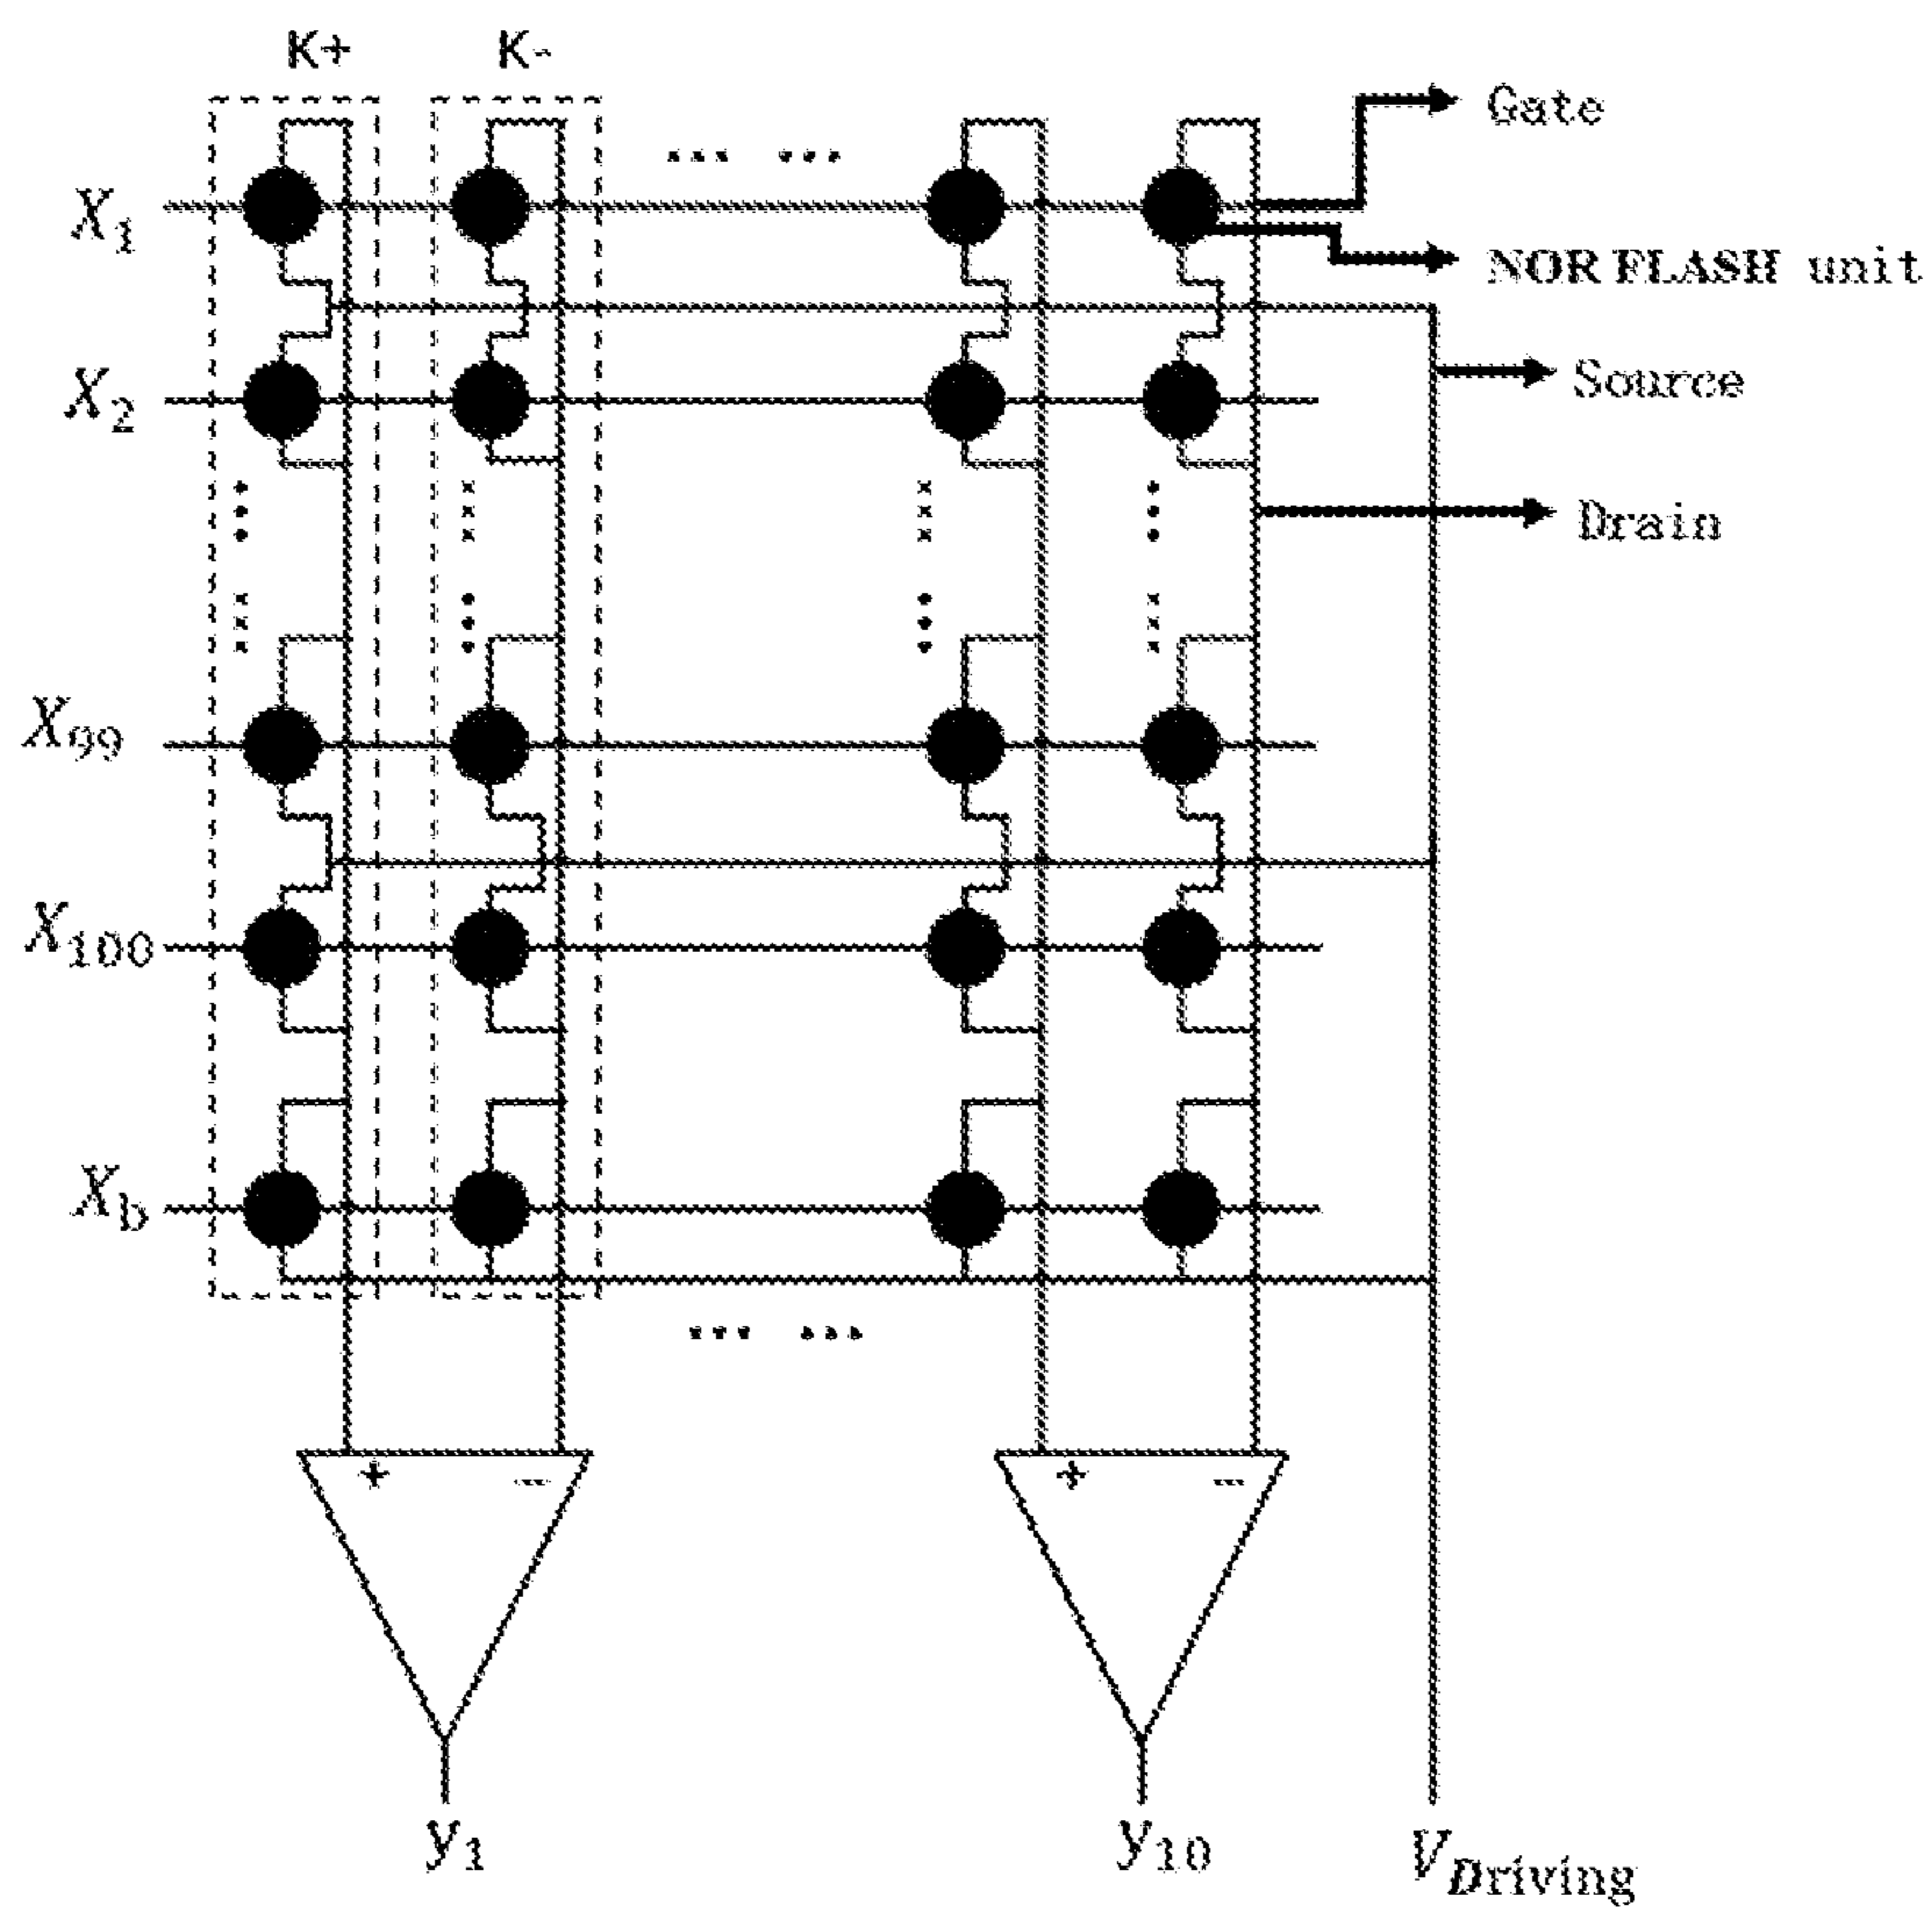 K+ K-
Gate
X1
NOR FLASH unit
... ...
X2
Source
Drain
X99
X100
Xb
... ...
+ - + -
y1 y10 VDriving